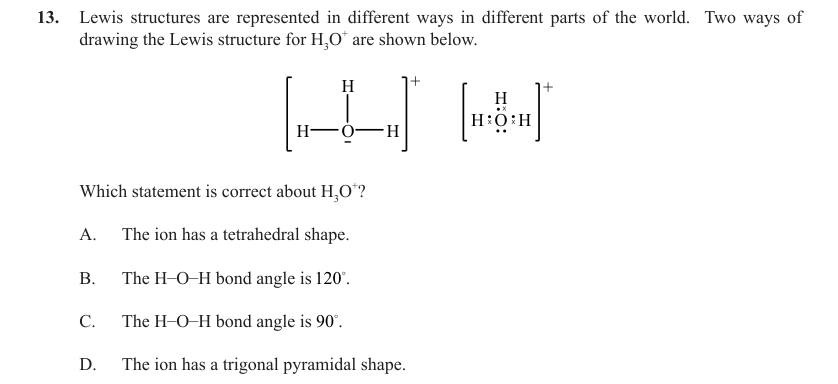 13. Lewis structures are represented in different ways in different parts of the world. Two ways of
drawing the Lewis structure for H₃O⁺ are shown below.
H
H—O—H
+
H
H:O:H
+
Which statement is correct about H₃O⁺?
A. The ion has a tetrahedral shape.
B. The H–O–H bond angle is 120°.
C. The H–O–H bond angle is 90°.
D. The ion has a trigonal pyramidal shape.